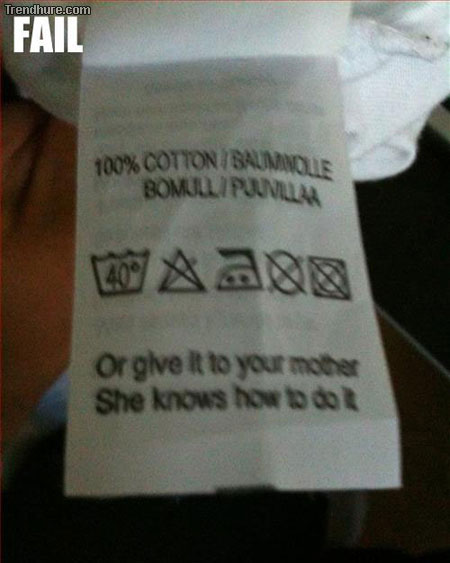 Trendhure.com
FAIL
100% COTTON / BAUMWOLLE
BOMULL / PUUVILLAA
40°
Or give it to your mother
She knows how to do it